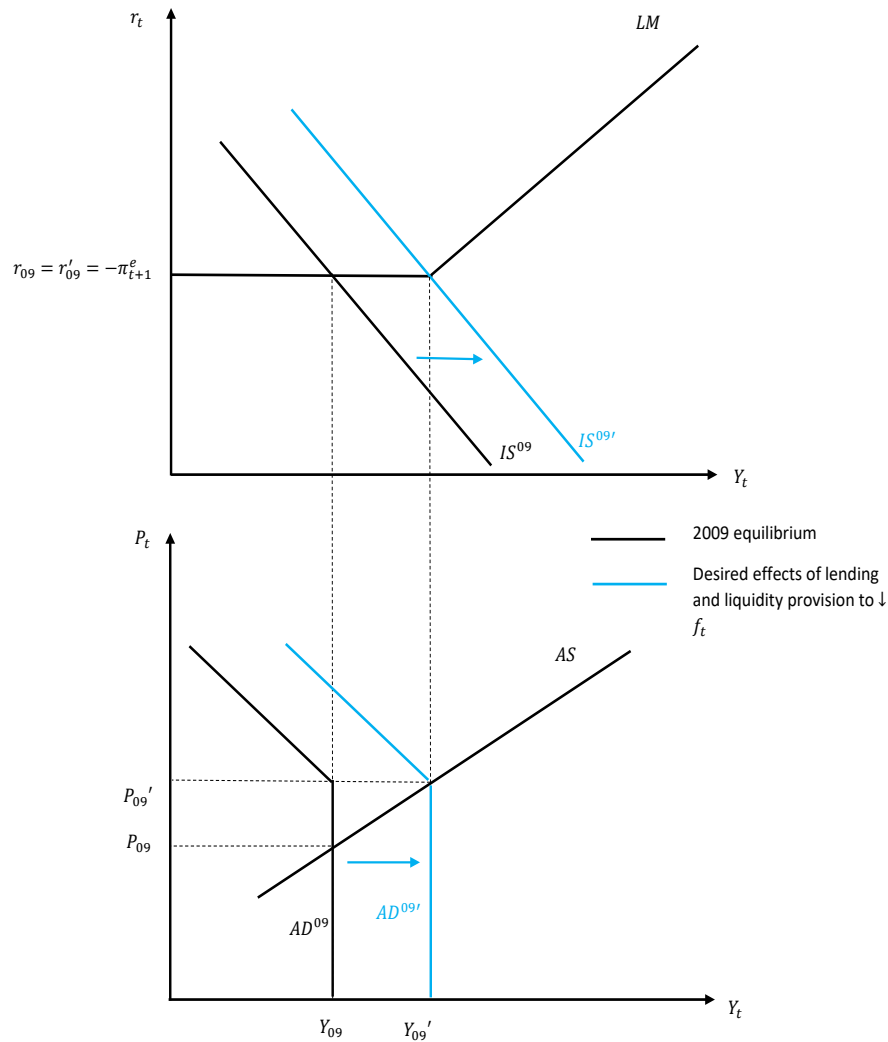 r_t
LM
r_09 = r'_09 = −π^e_{t+1}
IS^09
IS^09′
Y_t
P_t
2009 equilibrium
Desired effects of lending
and liquidity provision to ↓
f_t
AS
P_09'
P_09
AD^09
AD^09′
Y_09
Y_09'
Y_t